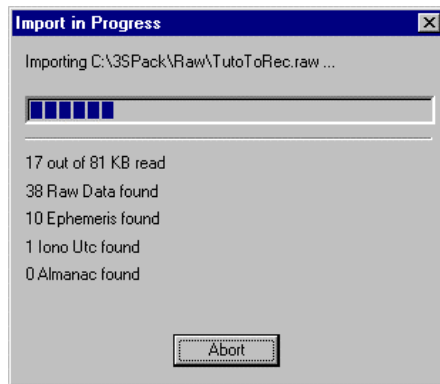 Import in Progress
Importing C:\3SPack\Raw\TutoToRec.raw ...
17 out of 81 KB read
38 Raw Data found
10 Ephemeris found
1 Iono Utc found
0 Almanac found
Abort